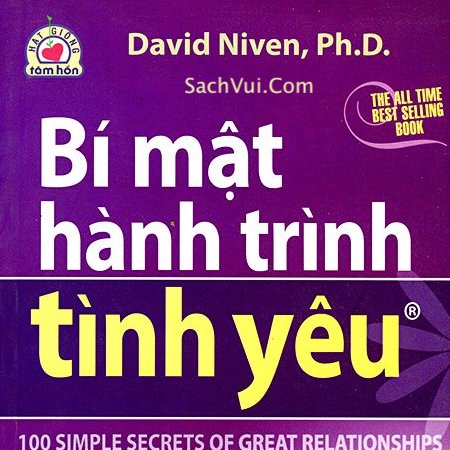 HẠT GIỐNG
tâm hồn
David Niven, Ph.D.
SachVui.Com
THE ALL TIME
BEST SELLING
BOOK
Bí mật
hành trình
tình yêu®
100 SIMPLE SECRETS OF GREAT RELATIONSHIPS